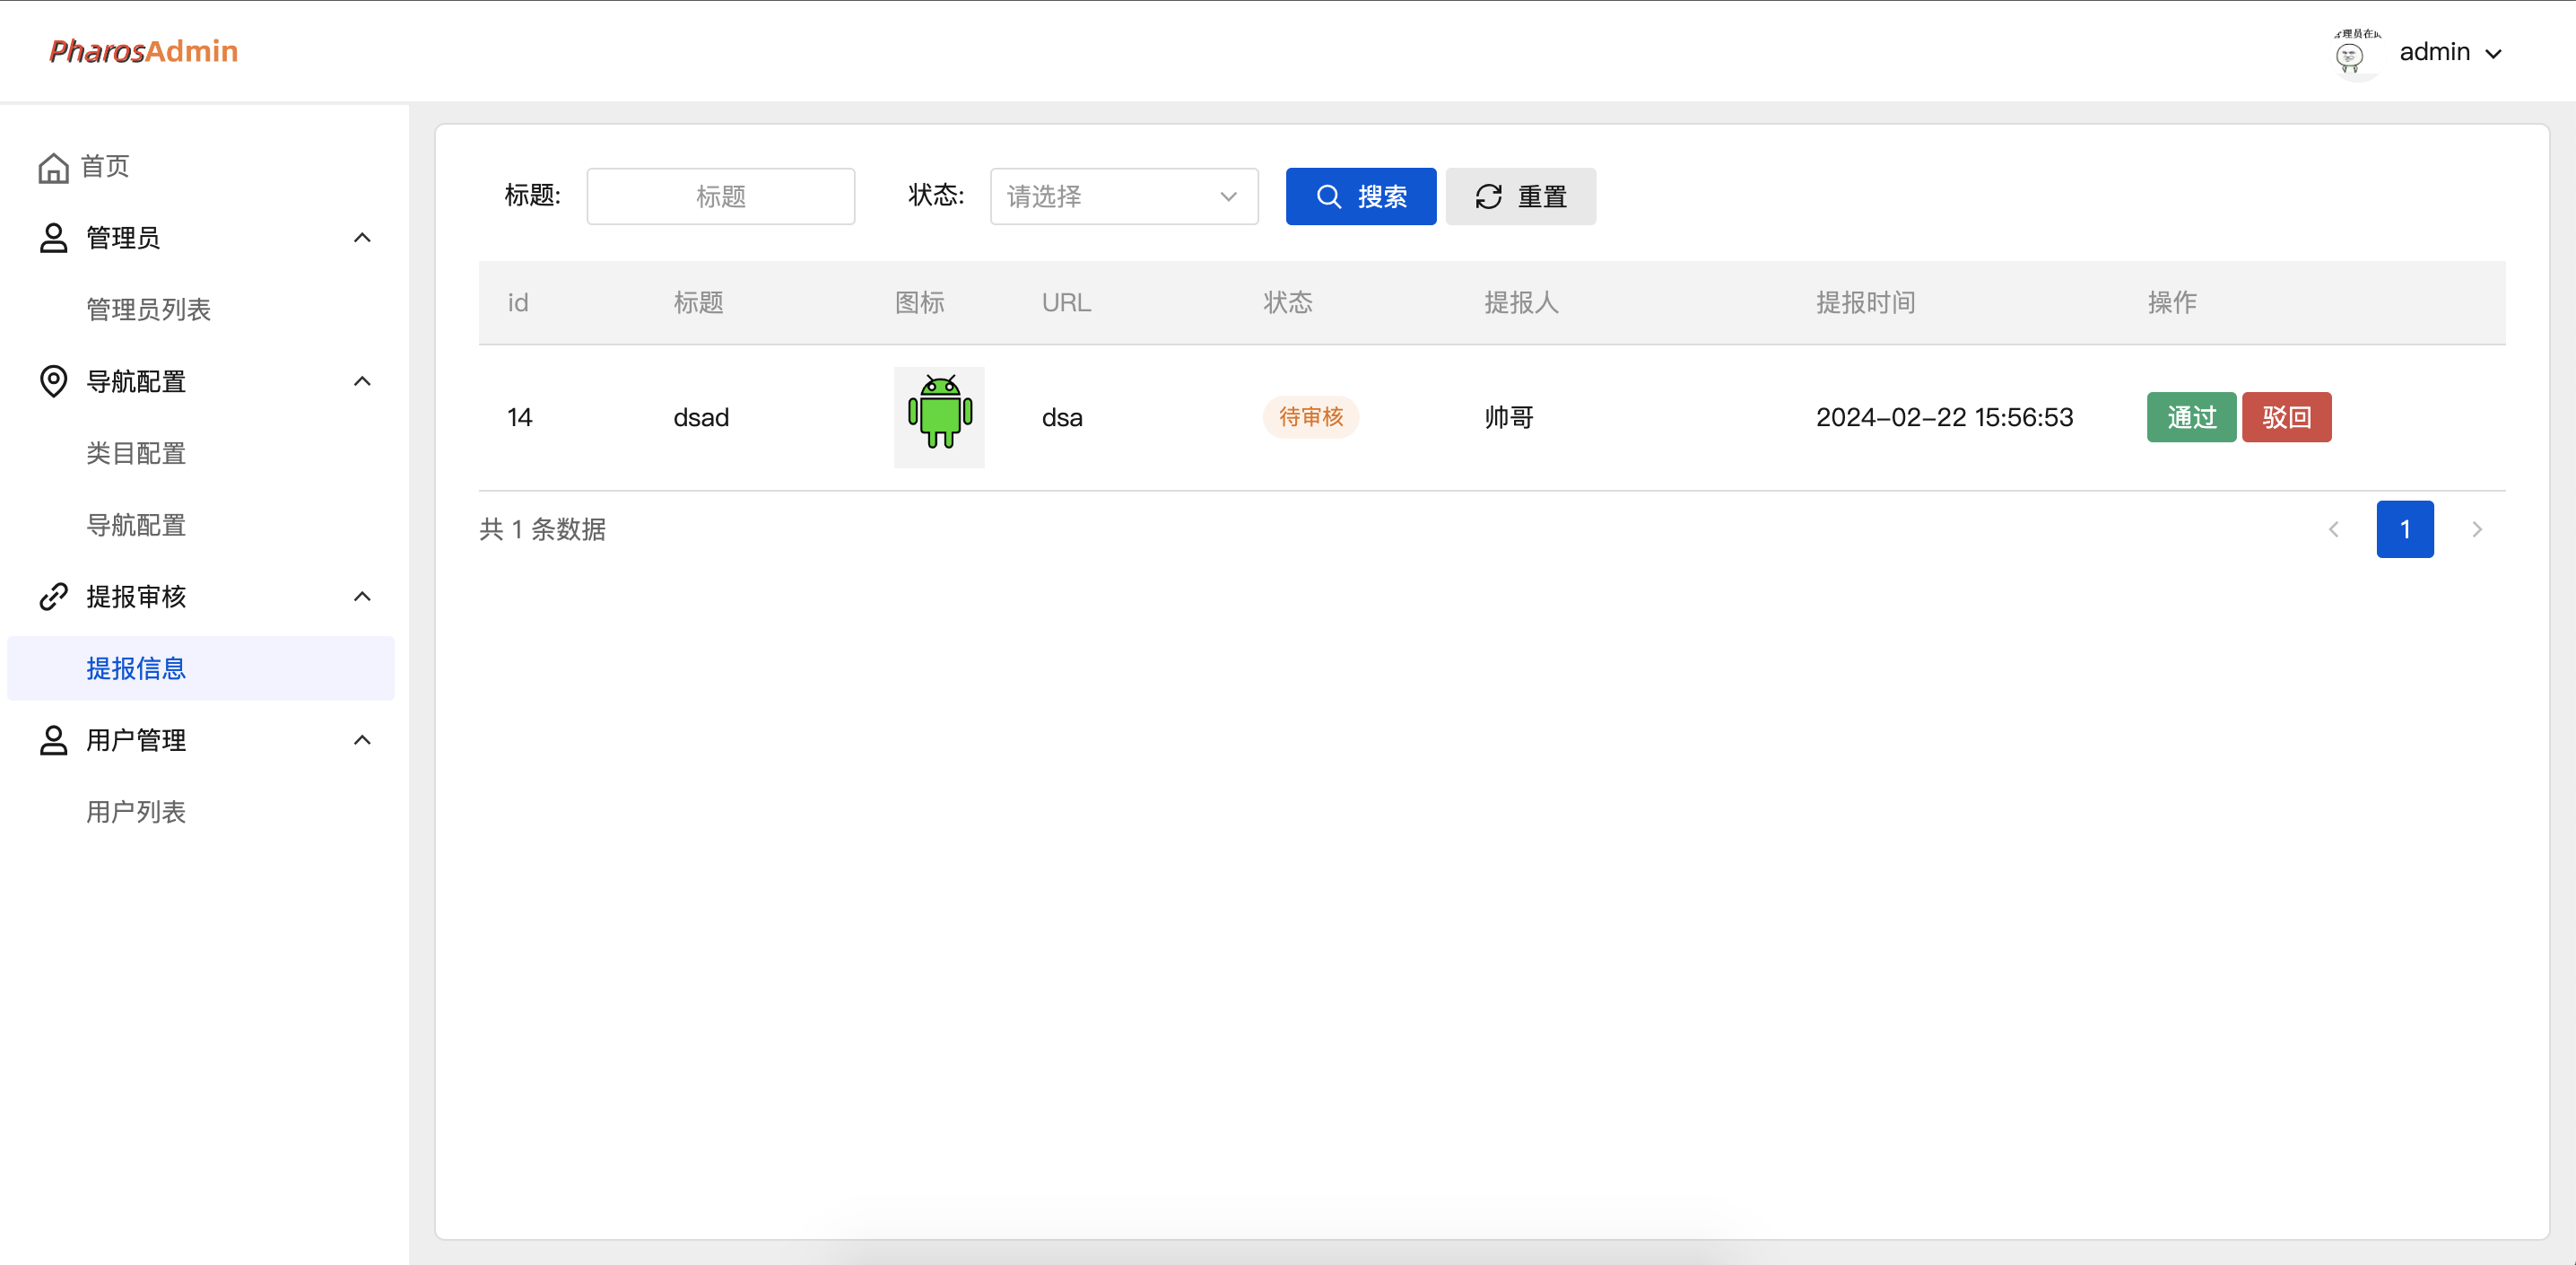 PharosAdmin
admin
首页
管理员
管理员列表
导航配置
类目配置
导航配置
提报审核
提报信息
用户管理
用户列表
标题: 标题 状态: 请选择 搜索 重置
id 标题 图标 URL 状态 提报人 提报时间 操作
14 dsad dsa 待审核 帅哥 2024-02-22 15:56:53 通过 驳回
共 1 条数据 1